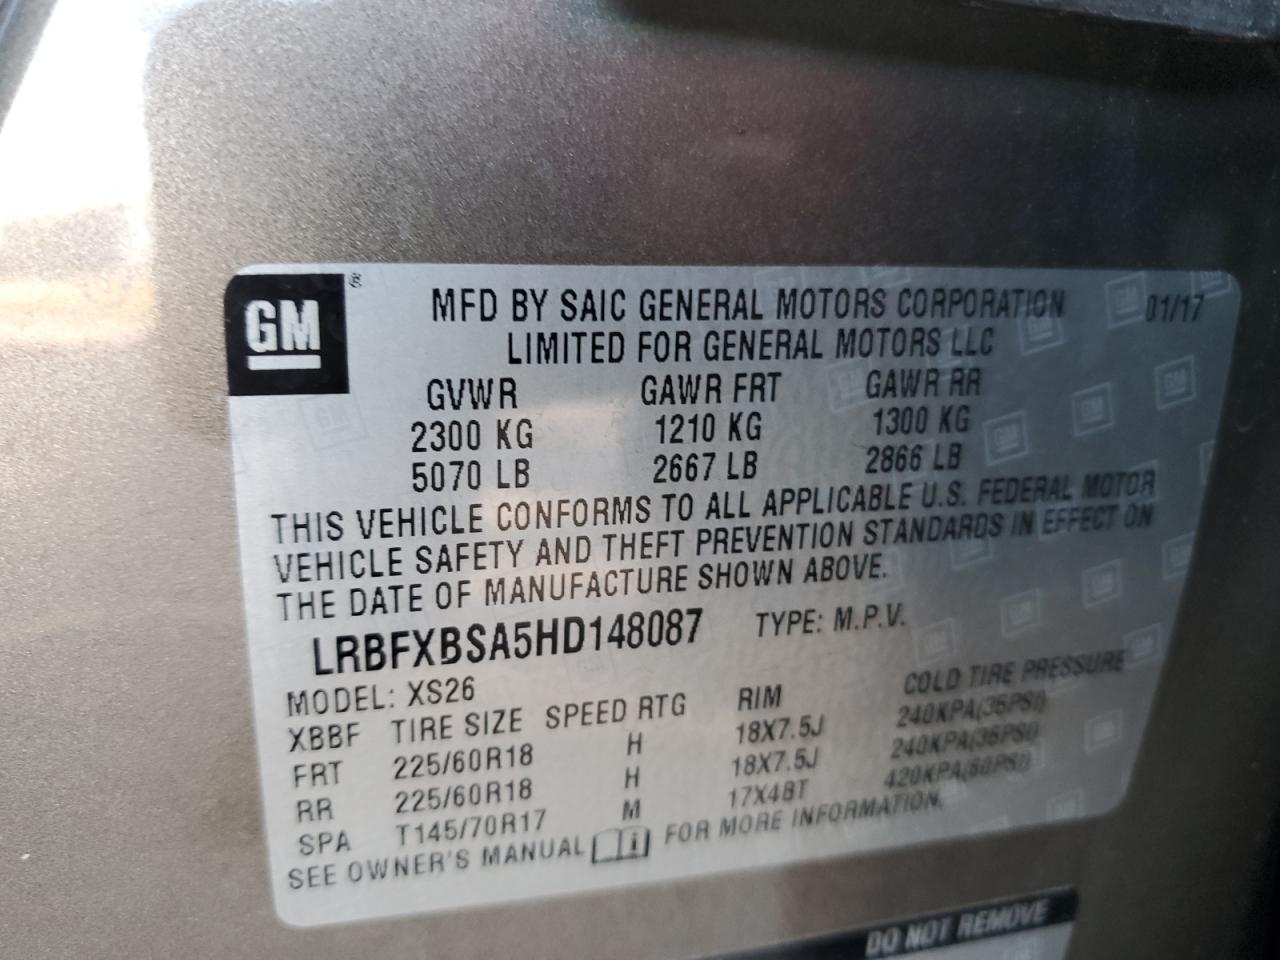 GM ®
MFD BY SAIC GENERAL MOTORS CORPORATION 01/17
LIMITED FOR GENERAL MOTORS LLC
GVWR GAWR FRT GAWR RR
2300 KG 1210 KG 1300 KG
5070 LB 2667 LB 2866 LB
THIS VEHICLE CONFORMS TO ALL APPLICABLE U.S. FEDERAL MOTOR
VEHICLE SAFETY AND THEFT PREVENTION STANDARDS IN EFFECT ON
THE DATE OF MANUFACTURE SHOWN ABOVE.
LRBFXBSA5HD148087 TYPE: M.P.V.
MODEL: XS26
XBBF TIRE SIZE SPEED RTG RIM COLD TIRE PRESSURE
FRT 225/60R18 H 18X7.5J 240KPA(35PSI)
RR 225/60R18 H 18X7.5J 240KPA(35PSI)
SPA T145/70R17 M 17X4BT 420KPA(60PSI)
SEE OWNER'S MANUAL FOR MORE INFORMATION.
DO NOT REMOVE